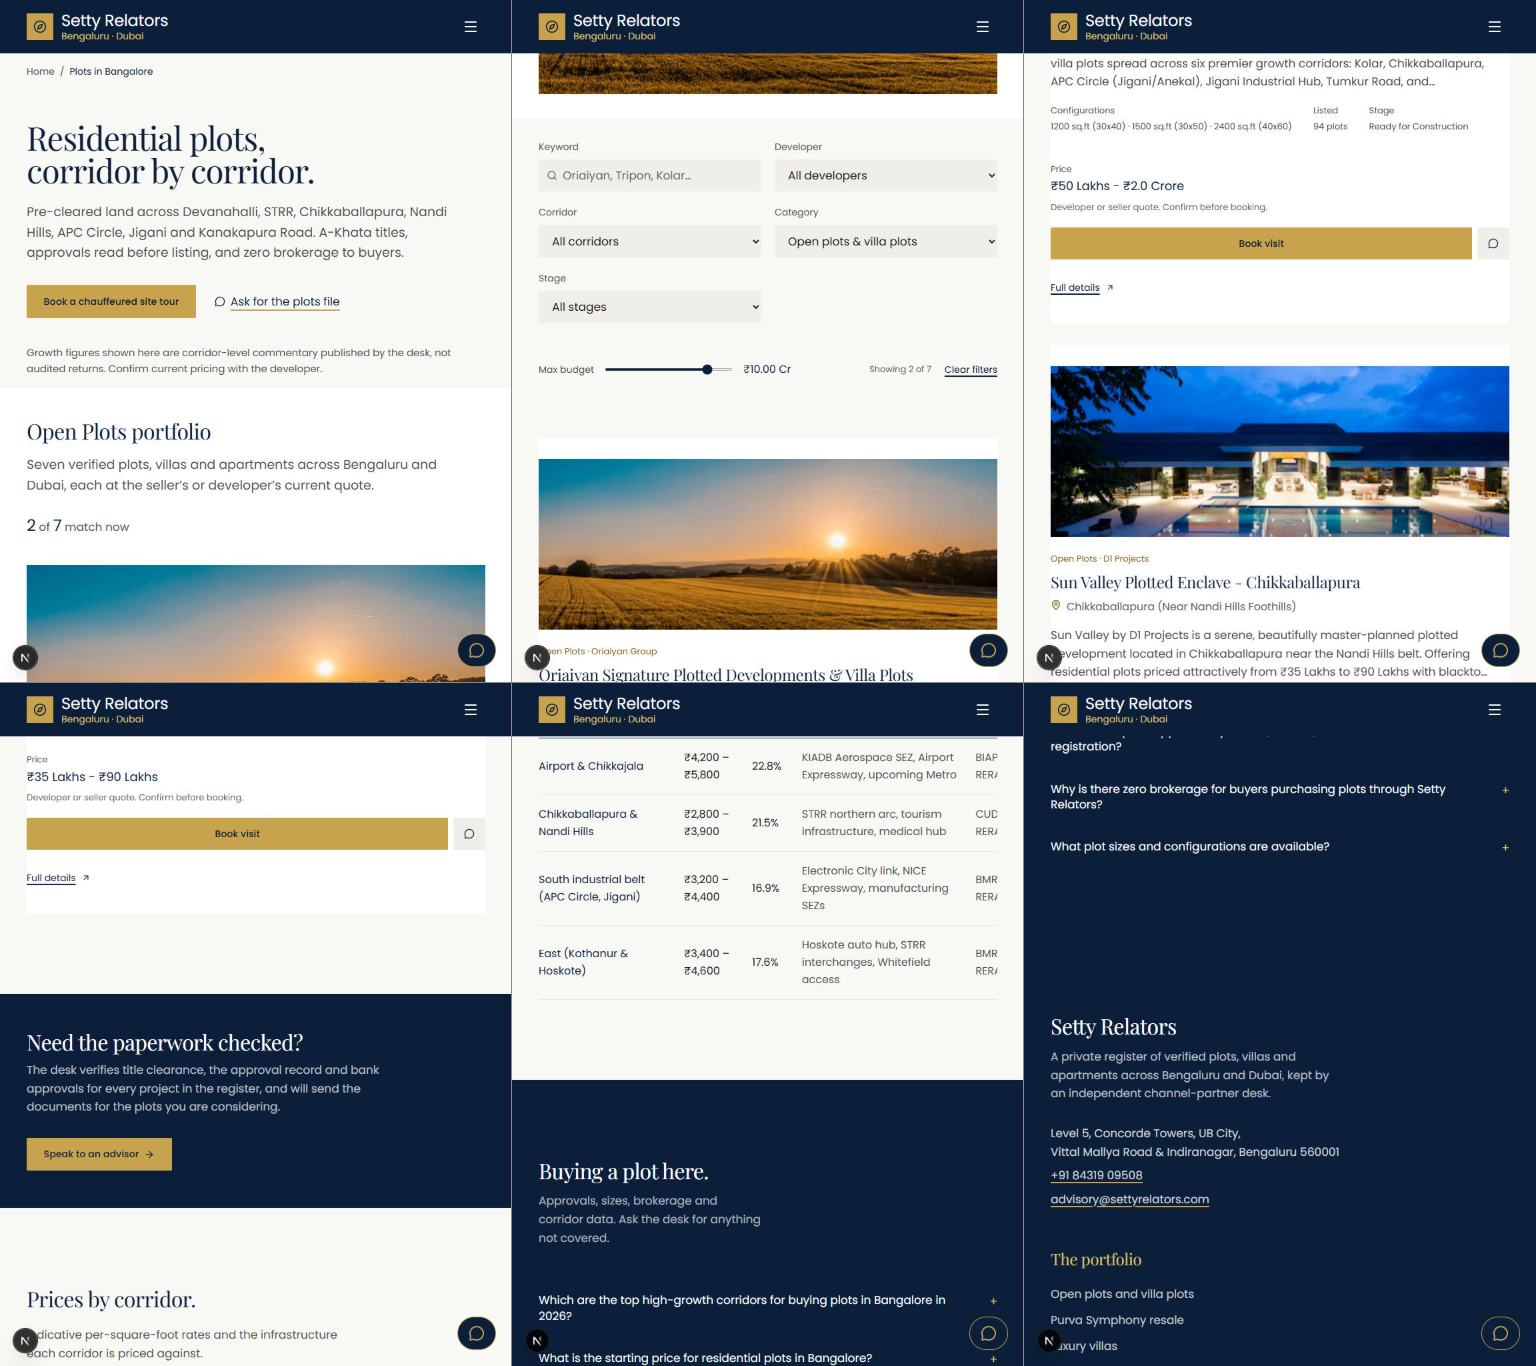 Setty Relators
Bengaluru · Dubai
Home / Plots in Bangalore
Residential plots,
corridor by corridor.
Pre-cleared land across Devanahalli, STRR, Chikkaballapura, Nandi
Hills, APC Circle, Jigani and Kanakapura Road. A-Khata titles,
approvals read before listing, and zero brokerage to buyers.
Book a chauffeured site tour
Ask for the plots file
Growth figures shown here are corridor-level commentary published by the desk, not
audited returns. Confirm current pricing with the developer.
Open Plots portfolio
Seven verified plots, villas and apartments across Bengaluru and
Dubai, each at the seller's or developer's current quote.
2 of 7 match now
N
Setty Relators
Bengaluru · Dubai
Keyword
Developer
Oriaiyan, Tripon, Kolar...
All developers
Corridor
Category
All corridors
Open plots & villa plots
Stage
All stages
Max budget
₹10.00 Cr
Showing 2 of 7
Clear filters
Plots · Oriaiyan Group
N
Oriaiyan Signature Plotted Developments & Villa Plots
Setty Relators
Bengaluru · Dubai
villa plots spread across six premier growth corridors: Kolar, Chikkaballapura,
APC Circle (Jigani/Anekal), Jigani Industrial Hub, Tumkur Road, and...
Configurations
Listed
Stage
1200 sq.ft (30x40) · 1500 sq.ft (30x50) · 2400 sq.ft (40x60)
94 plots
Ready for Construction
Price
₹50 Lakhs – ₹2.0 Crore
Developer or seller quote. Confirm before booking.
Book visit
Full details
Open Plots · D1 Projects
Sun Valley Plotted Enclave - Chikkaballapura
Chikkaballapura (Near Nandi Hills Foothills)
Sun Valley by D1 Projects is a serene, beautifully master-planned plotted
development located in Chikkaballapura near the Nandi Hills belt. Offering
N
residential plots priced attractively from ₹35 Lakhs to ₹90 Lakhs with blackto...
Setty Relators
Bengaluru · Dubai
Price
₹35 Lakhs – ₹90 Lakhs
Developer or seller quote. Confirm before booking.
Book visit
Full details
Need the paperwork checked?
The desk verifies title clearance, the approval record and bank
approvals for every project in the register, and will send the
documents for the plots you are considering.
Speak to an advisor
Prices by corridor.
dicative per-square-foot rates and the infrastructure
N
each corridor is priced against.
Setty Relators
Bengaluru · Dubai
Airport & Chikkajala
₹4,200 –
₹5,800
22.8%
KIADB Aerospace SEZ, Airport
Expressway, upcoming Metro
BIAP
RERA
Chikkaballapura &
Nandi Hills
₹2,800 –
₹3,900
21.5%
STRR northern arc, tourism
infrastructure, medical hub
CUD
RERA
South industrial belt
(APC Circle, Jigani)
₹3,200 –
₹4,400
16.9%
Electronic City link, NICE
Expressway, manufacturing
SEZs
BMR
RERA
East (Kothanur &
Hoskote)
₹3,400 –
₹4,600
17.6%
Hoskote auto hub, STRR
interchanges, Whitefield
access
BMR
RERA
Buying a plot here.
Approvals, sizes, brokerage and
corridor data. Ask the desk for anything
not covered.
Which are the top high-growth corridors for buying plots in Bangalore in
2026?
+
N
What is the starting price for residential plots in Bangalore?
+
Setty Relators
Bengaluru · Dubai
registration?
Why is there zero brokerage for buyers purchasing plots through Setty
Relators?
+
What plot sizes and configurations are available?
+
Setty Relators
A private register of verified plots, villas and
apartments across Bengaluru and Dubai, kept by
an independent channel-partner desk.
Level 5, Concorde Towers, UB City,
Vittal Mallya Road & Indiranagar, Bengaluru 560001
+91 84319 09508
advisory@settyrelators.com
The portfolio
Open plots and villa plots
Purva Symphony resale
N
uxury villas